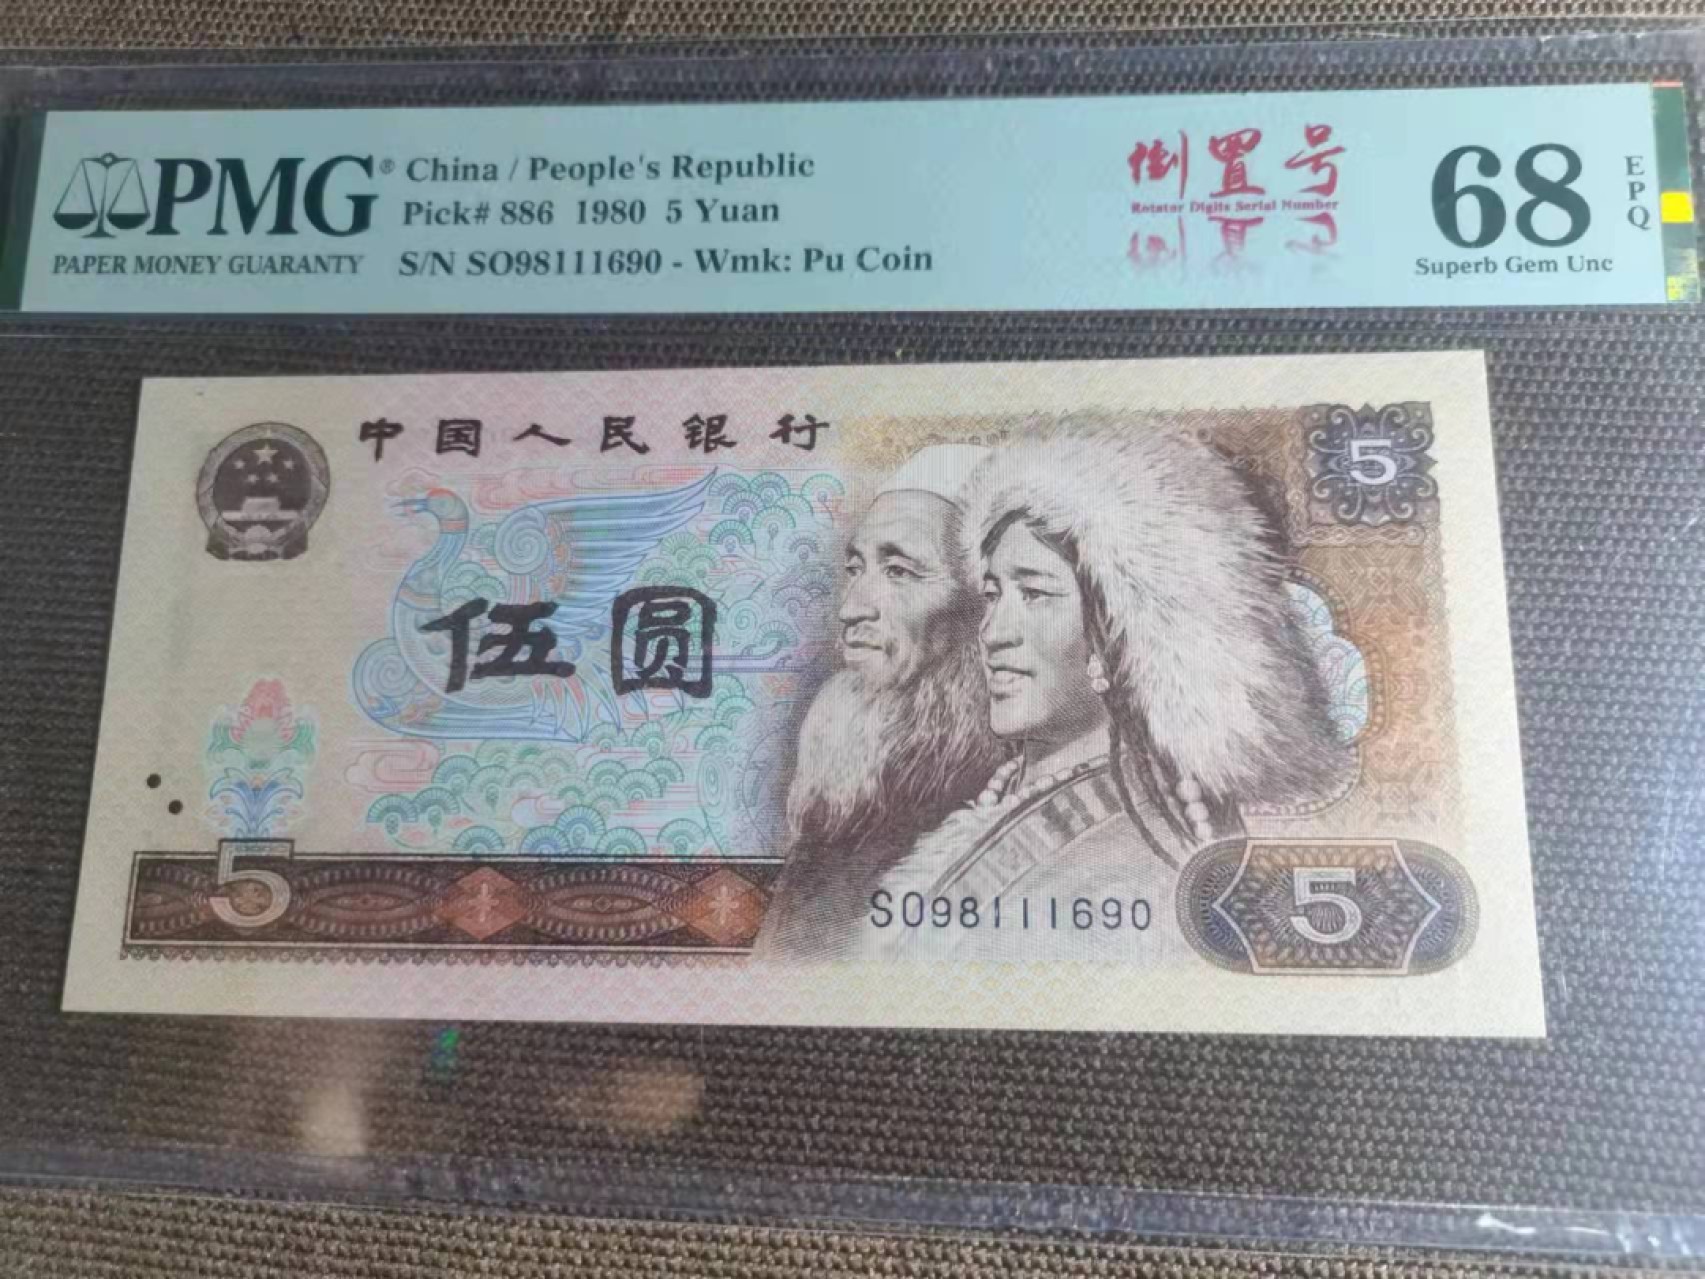 PMG® China / People's Republic
PAPER MONEY GUARANTY
Pick# 886 1980 5 Yuan
S/N SO98111690 - Wmk: Pu Coin
倒置号
Rotator Digits Serial Number
68
EPQ
Superb Gem Unc
中国人民银行
5
伍圆
5
SO98111690
5